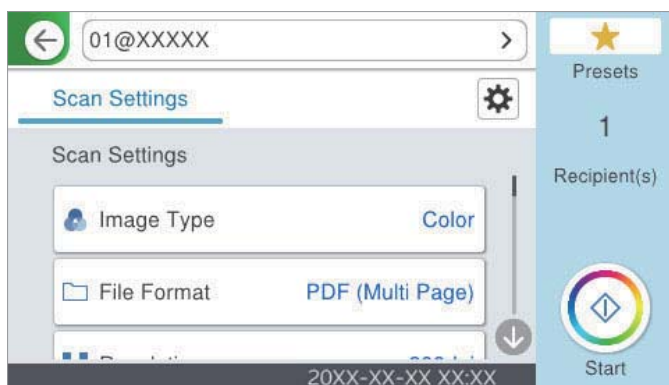 01@XXXXX
Presets
Scan Settings
1
Scan Settings
Recipient(s)
Image Type
Color
File Format
PDF (Multi Page)
Start
20XX-XX-XX XX:XX